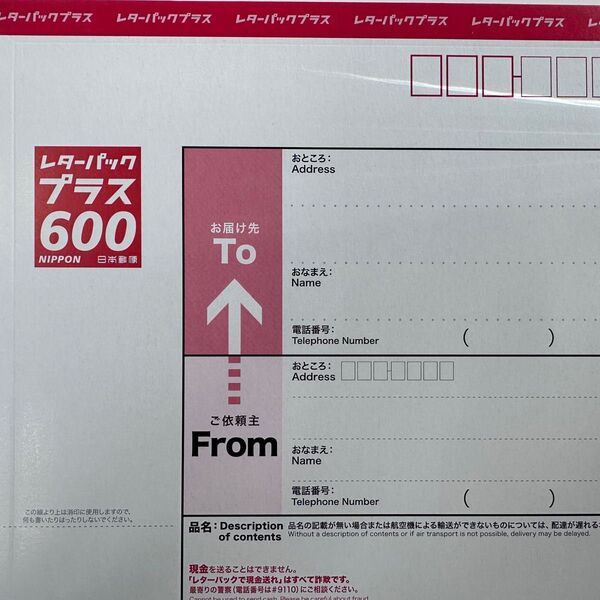 レターパックプラス レターパックプラス レターパックプラス レターパックプラス レターパックプラス
レターパック
プラス
600
NIPPON 日本郵便
お届け先
To
おところ:
Address
おなまえ:
Name
電話番号:
Telephone Number ( )
ご依頼主
From
おところ:
Address
おなまえ:
Name
電話番号:
Telephone Number ( )
この線より上は消印に使用しますので、
何も書いたりはったりしないでください。
品名:Description
of contents
品名の記載が無い場合または航空機による輸送ができないものについては、配達が遅れる
Without a description of contents or if air transport is not possible, delivery may be delayed.
現金を送ることはできません。
「レターパックで現金送れ」はすべて詐欺です。
最寄りの警察(電話番号は#9110)にご相談ください。
Cannot be used to send cash. Please be careful about fraud.